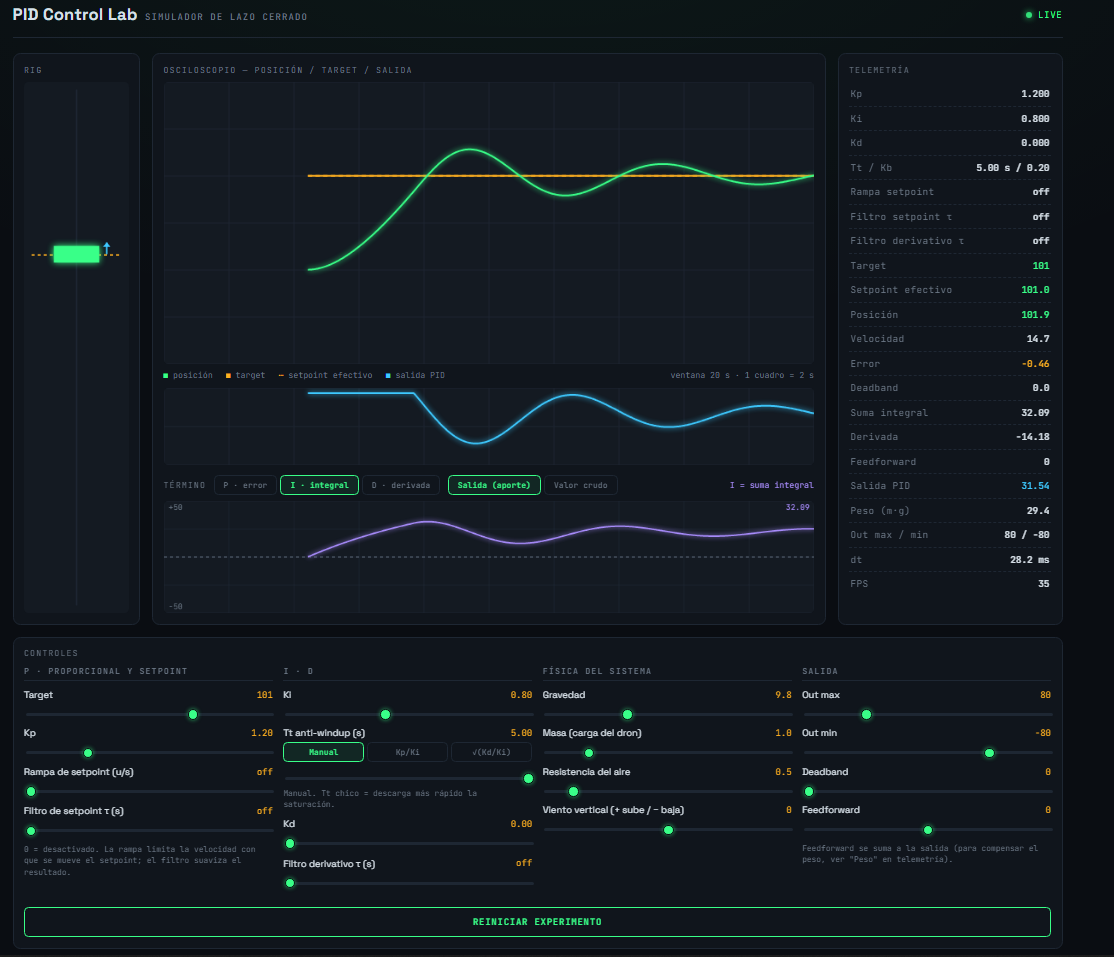 PID Control Lab SIMULADOR DE LAZO CERRADO
LIVE
RIG
OSCILOSCOPIO — POSICIÓN / TARGET / SALIDA
posición target setpoint efectivo salida PID ventana 20 s · 1 cuadro = 2 s
TÉRMINO P · error I · integral D · derivada Salida (aporte) Valor crudo I = suma integral
+50 32.09
-50
TELEMETRÍA
Kp 1.200
Ki 0.800
Kd 0.000
Tt / Kb 5.00 s / 0.20
Rampa setpoint off
Filtro setpoint τ off
Filtro derivativo τ off
Target 101
Setpoint efectivo 101.0
Posición 101.9
Velocidad 14.7
Error -0.46
Deadband 0.0
Suma integral 32.09
Derivada -14.18
Feedforward 0
Salida PID 31.54
Peso (m·g) 29.4
Out max / min 80 / -80
dt 28.2 ms
FPS 35
CONTROLES
P · PROPORCIONAL Y SETPOINT
Target 101
Kp 1.20
Rampa de setpoint (u/s) off
Filtro de setpoint τ (s) off
0 = desactivado. La rampa limita la velocidad con
que se mueve el setpoint; el filtro suaviza el
resultado.
I · D
Ki 0.80
Tt anti-windup (s) 5.00
Manual Kp/Ki √(Kd/Ki)
Manual. Tt chico = descarga más rápido la
saturación.
Kd 0.00
Filtro derivativo τ (s) off
FÍSICA DEL SISTEMA
Gravedad 9.8
Masa (carga del dron) 1.0
Resistencia del aire 0.5
Viento vertical (+ sube / − baja) 0
SALIDA
Out max 80
Out min -80
Deadband 0
Feedforward 0
Feedforward se suma a la salida (para compensar el
peso, ver "Peso" en telemetría).
REINICIAR EXPERIMENTO